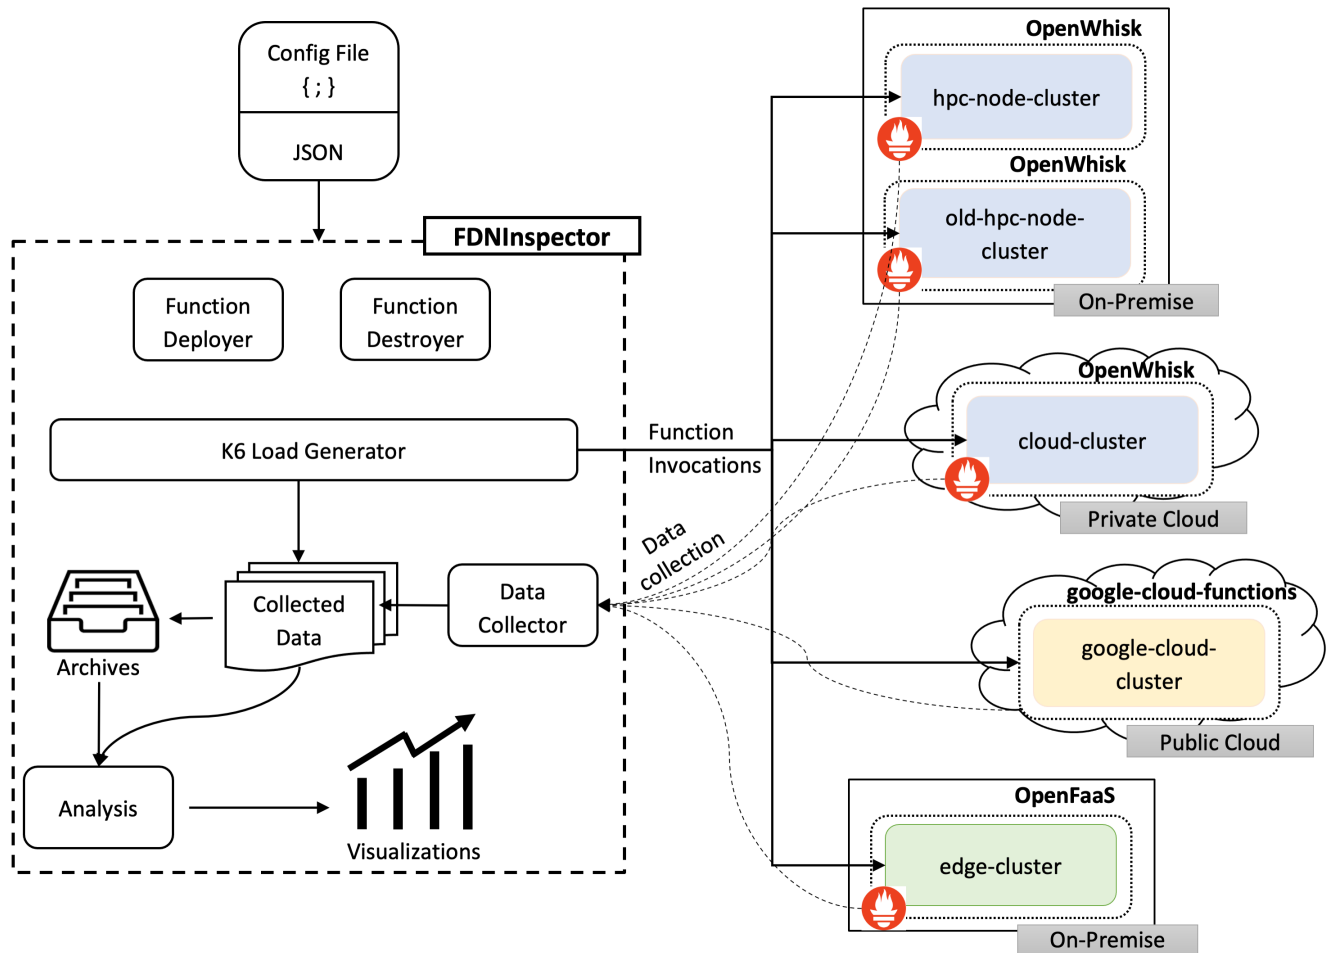 Config File
{ ; }
JSON
FDNInspector
Function
Deployer
Function
Destroyer
K6 Load Generator
Function
Invocations
Data
collection
Collected
Data
Data
Collector
Archives
Analysis
Visualizations
OpenWhisk
hpc-node-cluster
OpenWhisk
old-hpc-node-
cluster
On-Premise
OpenWhisk
cloud-cluster
Private Cloud
google-cloud-functions
google-cloud-
cluster
Public Cloud
OpenFaaS
edge-cluster
On-Premise